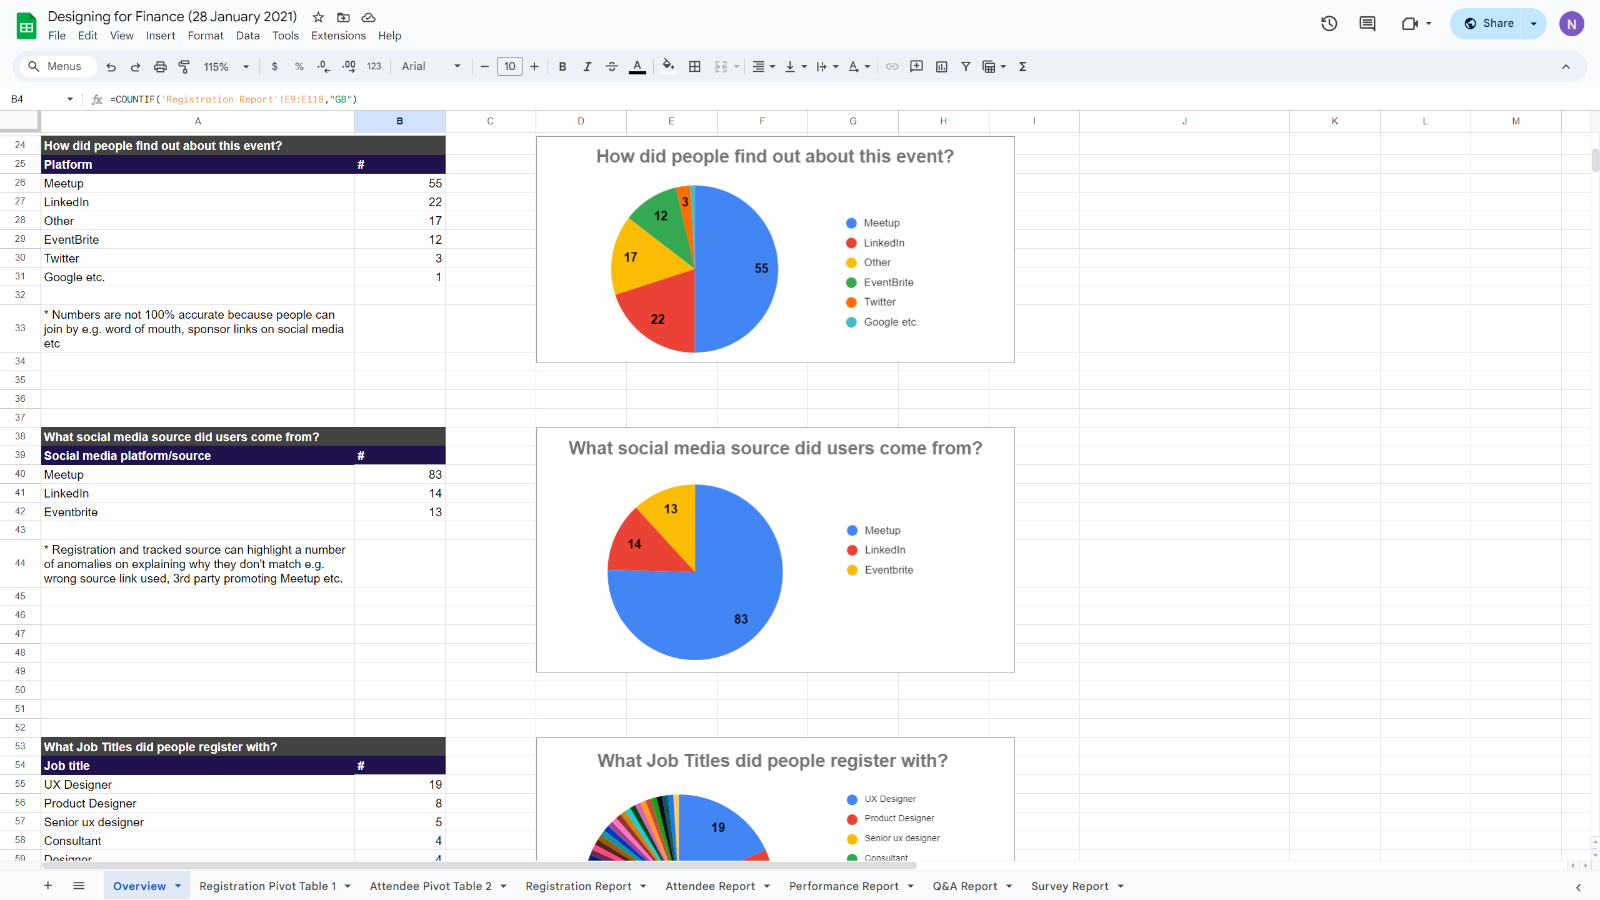 Designing for Finance (28 January 2021)
File Edit View Insert Format Data Tools Extensions Help
Share
N
Menus
115%
$ % .0 .00 123
Arial
10
B I A
B4
=COUNTIF('Registration Report'!E9:E118,"GB")
A B C D E F G H I J K L M
24 How did people find out about this event?
25 Platform #
26 Meetup 55
27 LinkedIn 22
28 Other 17
29 EventBrite 12
30 Twitter 3
31 Google etc. 1
32
33 * Numbers are not 100% accurate because people can
join by e.g. word of mouth, sponsor links on social media
etc
34
35
36
37
How did people find out about this event?
3
12
17
22
55
Meetup
LinkedIn
Other
EventBrite
Twitter
Google etc.
38 What social media source did users come from?
39 Social media platform/source #
40 Meetup 83
41 LinkedIn 14
42 Eventbrite 13
43
44 * Registration and tracked source can highlight a number
of anomalies on explaining why they don't match e.g.
wrong source link used, 3rd party promoting Meetup etc.
45
46
47
48
49
50
51
52
What social media source did users come from?
13
14
83
Meetup
LinkedIn
Eventbrite
53 What Job Titles did people register with?
54 Job title #
55 UX Designer 19
56 Product Designer 8
57 Senior ux designer 5
58 Consultant 4
59 Designer 4
What Job Titles did people register with?
19
UX Designer
Product Designer
Senior ux designer
Consultant
Overview
Registration Pivot Table 1
Attendee Pivot Table 2
Registration Report
Attendee Report
Performance Report
Q&A Report
Survey Report